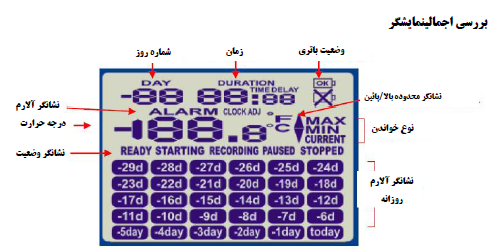 بررسی اجمالینمایشگر
شماره روز
زمان
وضعیت باتری
DAY
DURATION
OK
-88 88:88
TIME DELAY
نشانگر آلارم
ALARM
CLOCK ADJ
نشانگر محدوده بالا/پائین
درجه حرارت
-188.8
°F
°C
MAX
MIN
CURRENT
نوع خواندن
نشانگر وضعیت
READY STARTING RECORDING PAUSED STOPPED
-29d -28d -27d -26d -25d -24d
-23d -22d -21d -20d -19d -18d
-17d -16d -15d -14d -13d -12d
-11d -10d -9d -8d -7d -6d
-5day -4day -3day -2day -1day today
نشانگر آلارم
روزانه